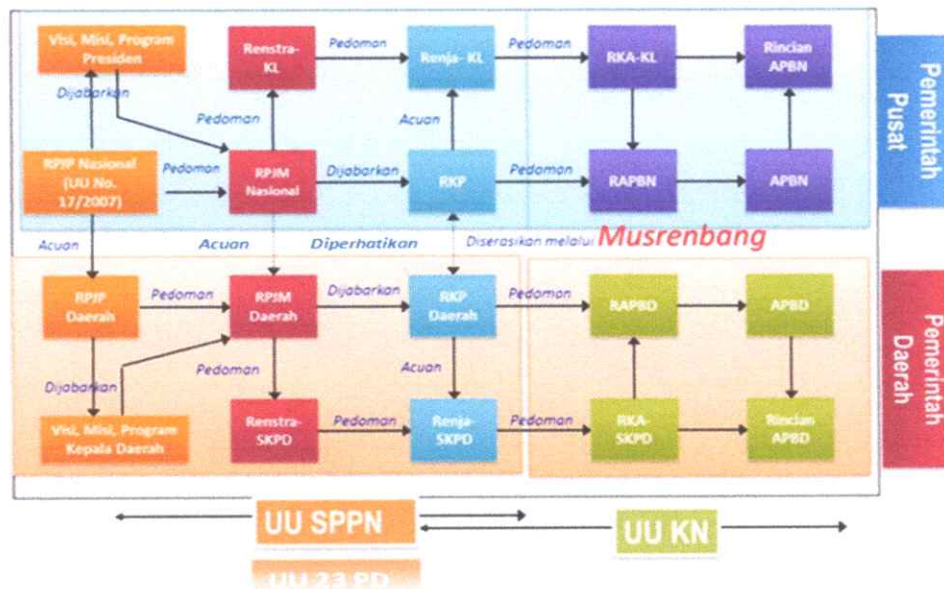 Visi, Misi, Program
Presiden
Renstra-
KL
Pedoman
Renja- KL
Pedoman
RKA-KL
Rincian
APBN
Dijabarkan
Pedoman
Acuan
RPJP Nasional
(UU No.
17/2007)
Pedoman
RPJM
Nasional
Dijabarkan
RKP
Pedoman
RAPBN
APBN
Pemerintah
Pusat
Acuan
Acuan
Diperhatikan
Diserasikan melalui
Musrenbang
RPJP
Daerah
Pedoman
RPJM
Daerah
Dijabarkan
RKP
Daerah
Pedoman
RAPBD
APBD
Dijabarkan
Pedoman
Acuan
Visi, Misi, Program
Kepala Daerah
Renstra-
SKPD
Pedoman
Renja-
SKPD
Pedoman
RKA-
SKPD
Rincian
APBD
Pemerintah
Daerah
UU SPPN
UU KN
UU 23 PD